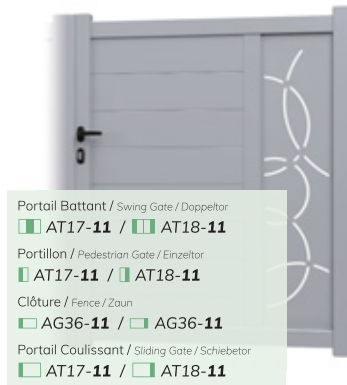 Portail Battant / Swing Gate / Doppeltor
AT17-11 / AT18-11
Portillon / Pedestrian Gate / Einzeltor
AT17-11 / AT18-11
Clôture / Fence / Zaun
AG36-11 / AG36-11
Portail Coulissant / Sliding Gate / Schiebetor
AT17-11 / AT18-11